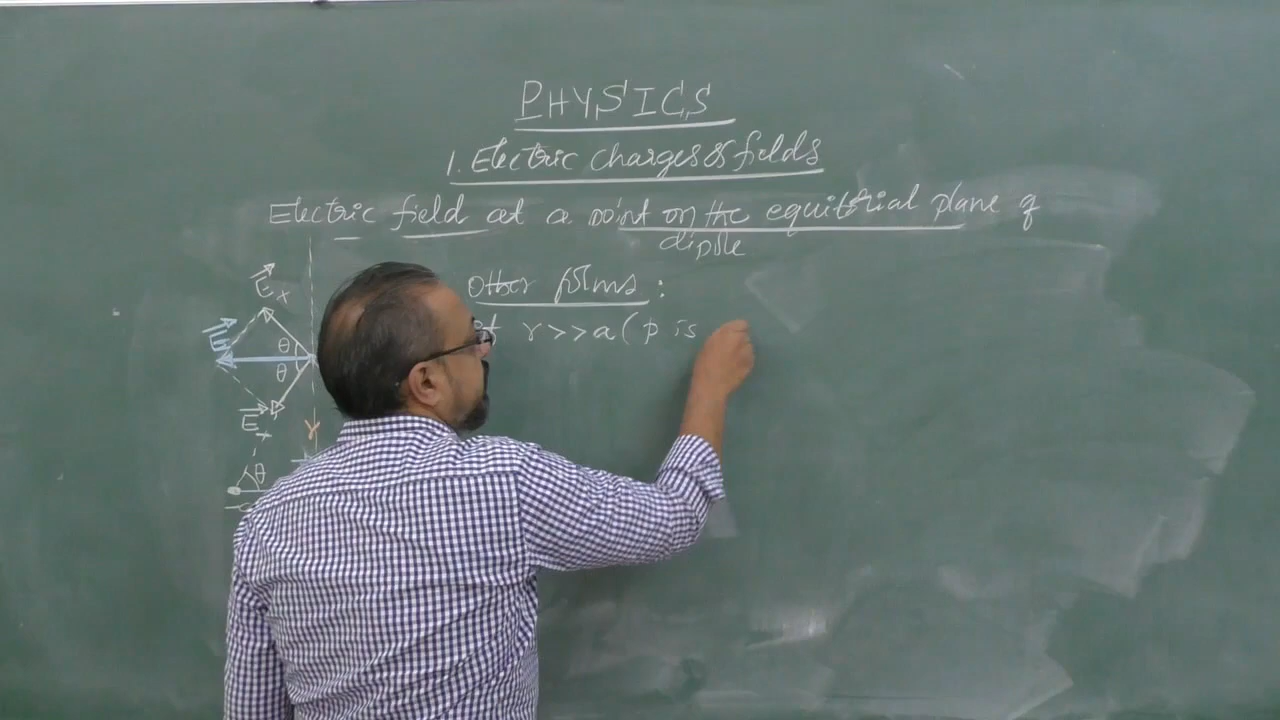 PHYSICS
1. Electric charges & fields
Electric field at a point on the equitorial plane of
dipole
Other forms:
r>>a (p is
E+
θ
E
θ
E
r
θ